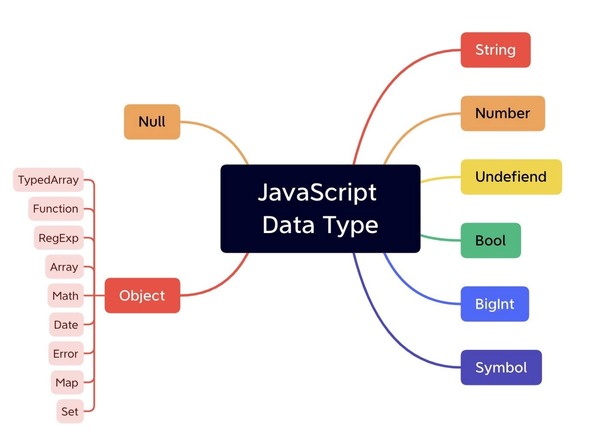 JavaScript
Data Type
String
Number
Undefiend
Bool
BigInt
Symbol
Null
Object
TypedArray
Function
RegExp
Array
Math
Date
Error
Map
Set